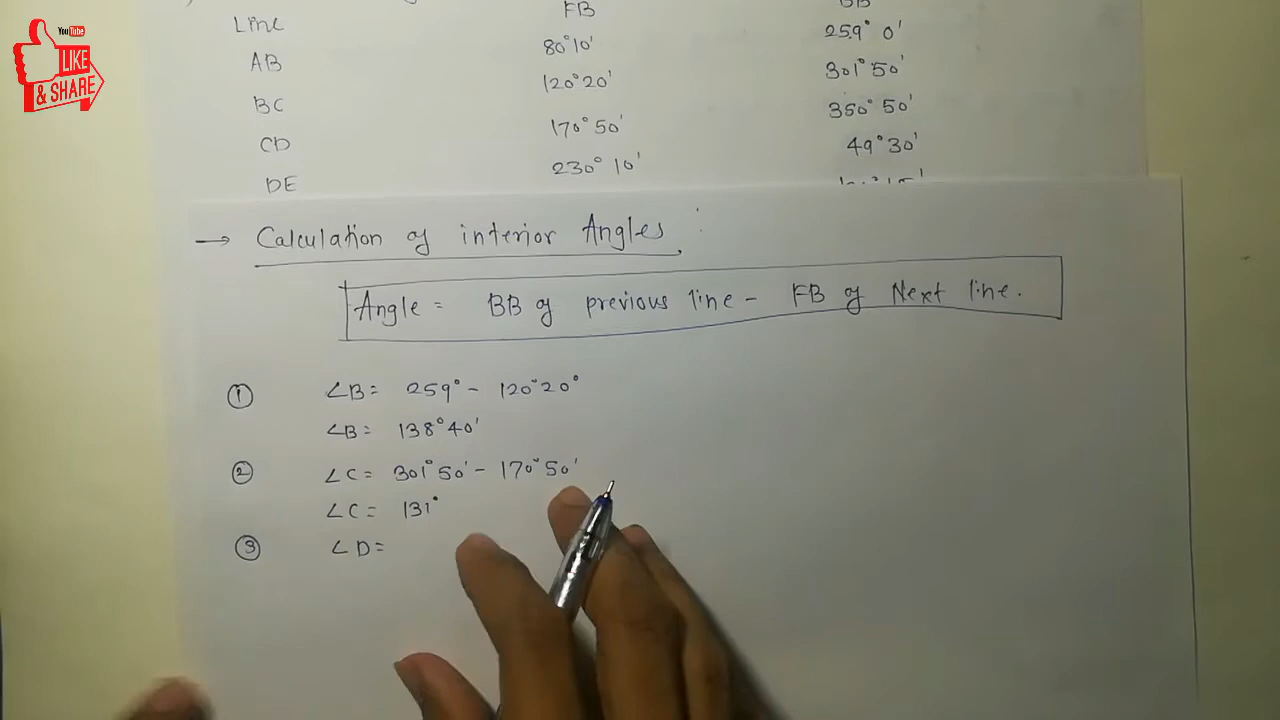 YouTube
LIKE
& SHARE
Line FB BB
AB 80°10' 259° 0'
BC 120°20' 301°50'
CD 170°50' 350°50'
DE 230° 10' 49°30'
→ Calculation of interior Angles :
Angle = BB of previous line - FB of Next line.
① ∠B= 259° - 120°20°
∠B= 138°40'
② ∠C= 301°50' - 170°50'
∠C= 131°
③ ∠D=